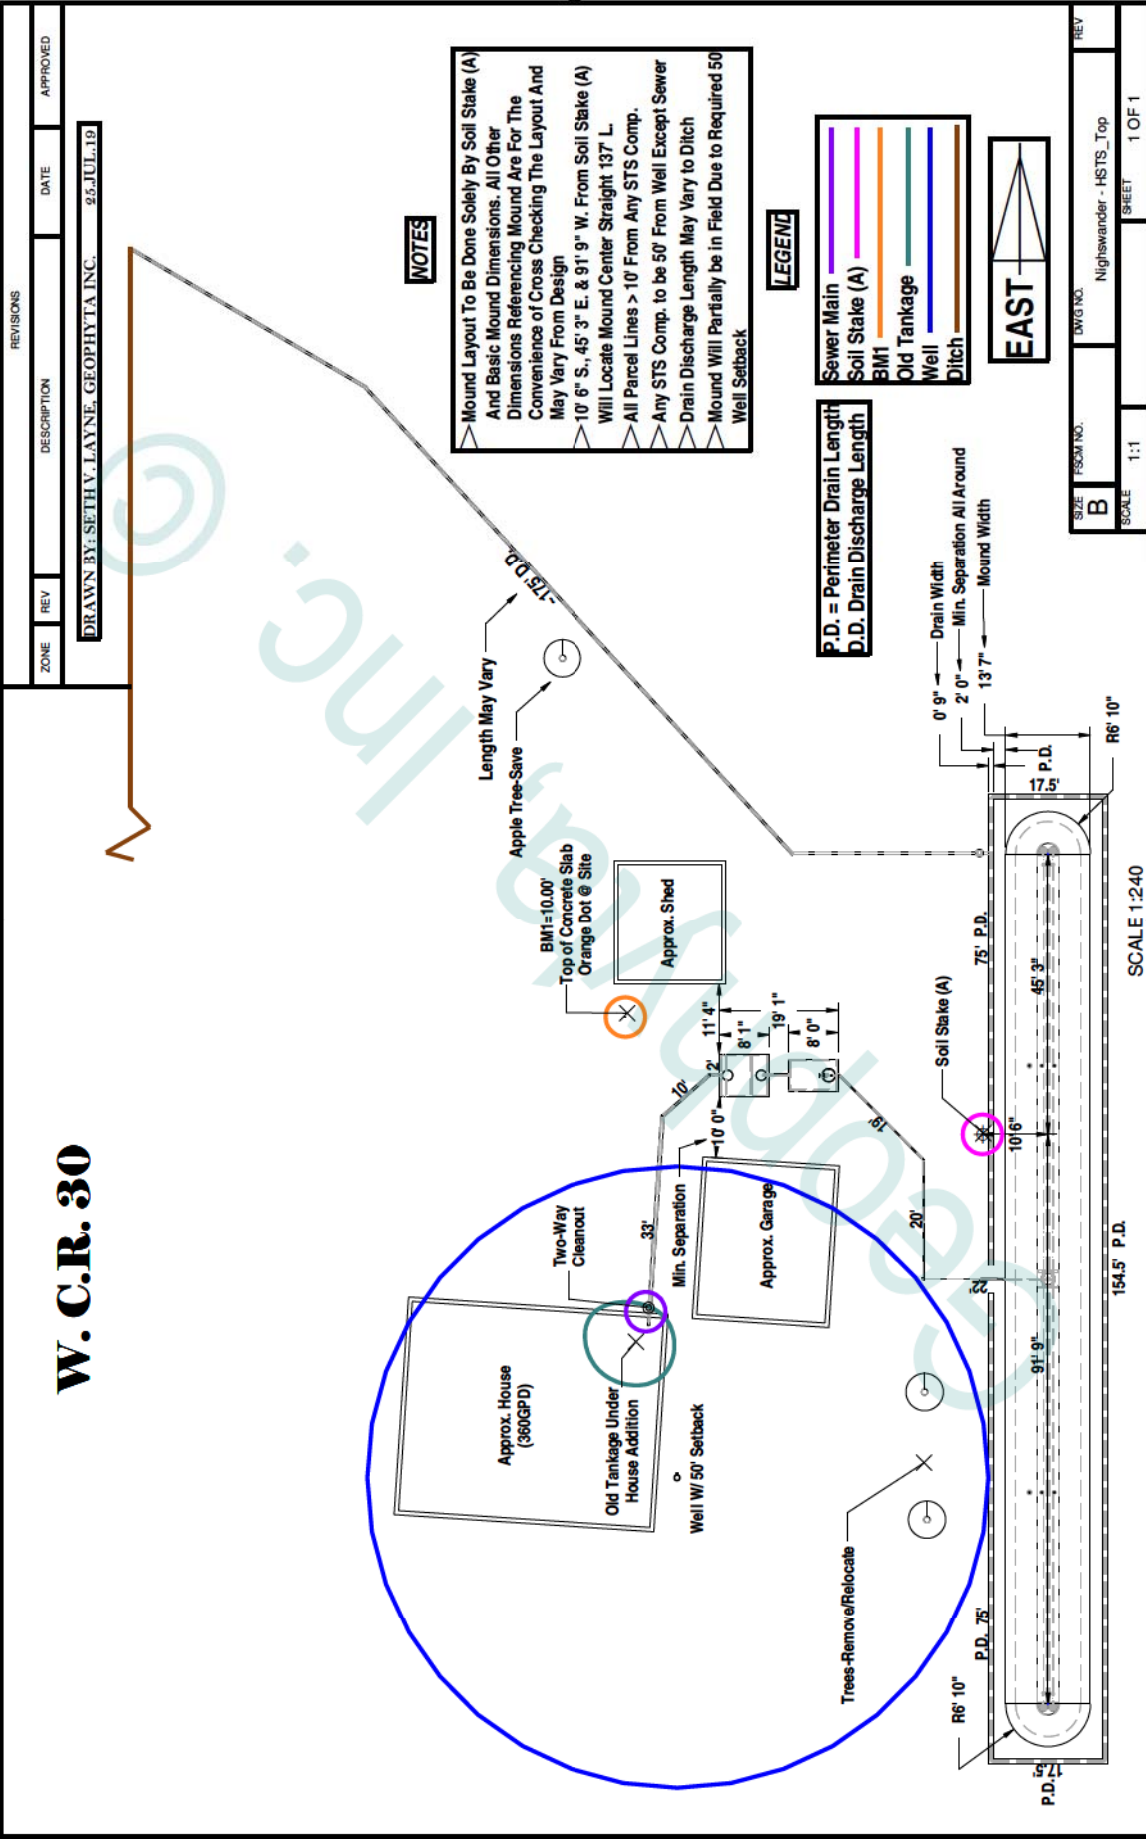 REVISIONS
ZONE REV DESCRIPTION DATE APPROVED
DRAWN BY: SETH V. LAYNE, GEOPHYTA INC. 25.JUL.19
W. C.R. 30
NOTES
Mound Layout To Be Done Solely By Soil Stake (A)
And Basic Mound Dimensions. All Other
Dimensions Referencing Mound Are For The
Convenience of Cross Checking The Layout And
May Vary From Design
10' 6" S., 45' 3" E. & 91' 9" W. From Soil Stake (A)
Will Locate Mound Center Straight 137' L.
All Parcel Lines > 10' From Any STS Comp.
Any STS Comp. to be 50' From Well Except Sewer
Drain Discharge Length May Vary to Ditch
Mound Will Partially be in Field Due to Required 50
Well Setback
LEGEND
Sewer Main
Soil Stake (A)
BM1
Old Tankage
Well
Ditch
P.D. = Perimeter Drain Length
D.D. Drain Discharge Length
EAST
~175' D.D.
Length May Vary
Apple Tree-Save
BM1=10.00'
Top of Concrete Slab
Orange Dot @ Site
Approx. Shed
11' 4"
8' 1"
19' 1"
8' 0"
2'
10'
10' 0"
Min. Separation
33'
Two-Way
Cleanout
Approx. House
(360GPD)
Old Tankage Under
House Addition
Well W/ 50' Setback
Approx. Garage
19'
20'
22'
Trees-Remove/Relocate
Soil Stake (A)
10' 6"
45' 3"
91' 9"
75' P.D.
P.D. 75'
154.5' P.D.
17.5'
P.D.
17.5'
P.D.
R6' 10"
R6' 10"
0' 9" Drain Width
2' 0" Min. Separation All Around
13' 7" Mound Width
SCALE 1:240
SIZE B
FSCM NO.
DWG NO. Nighswander - HSTS_Top
REV
SCALE 1:1
SHEET 1 OF 1
Geophyta, Inc. ©